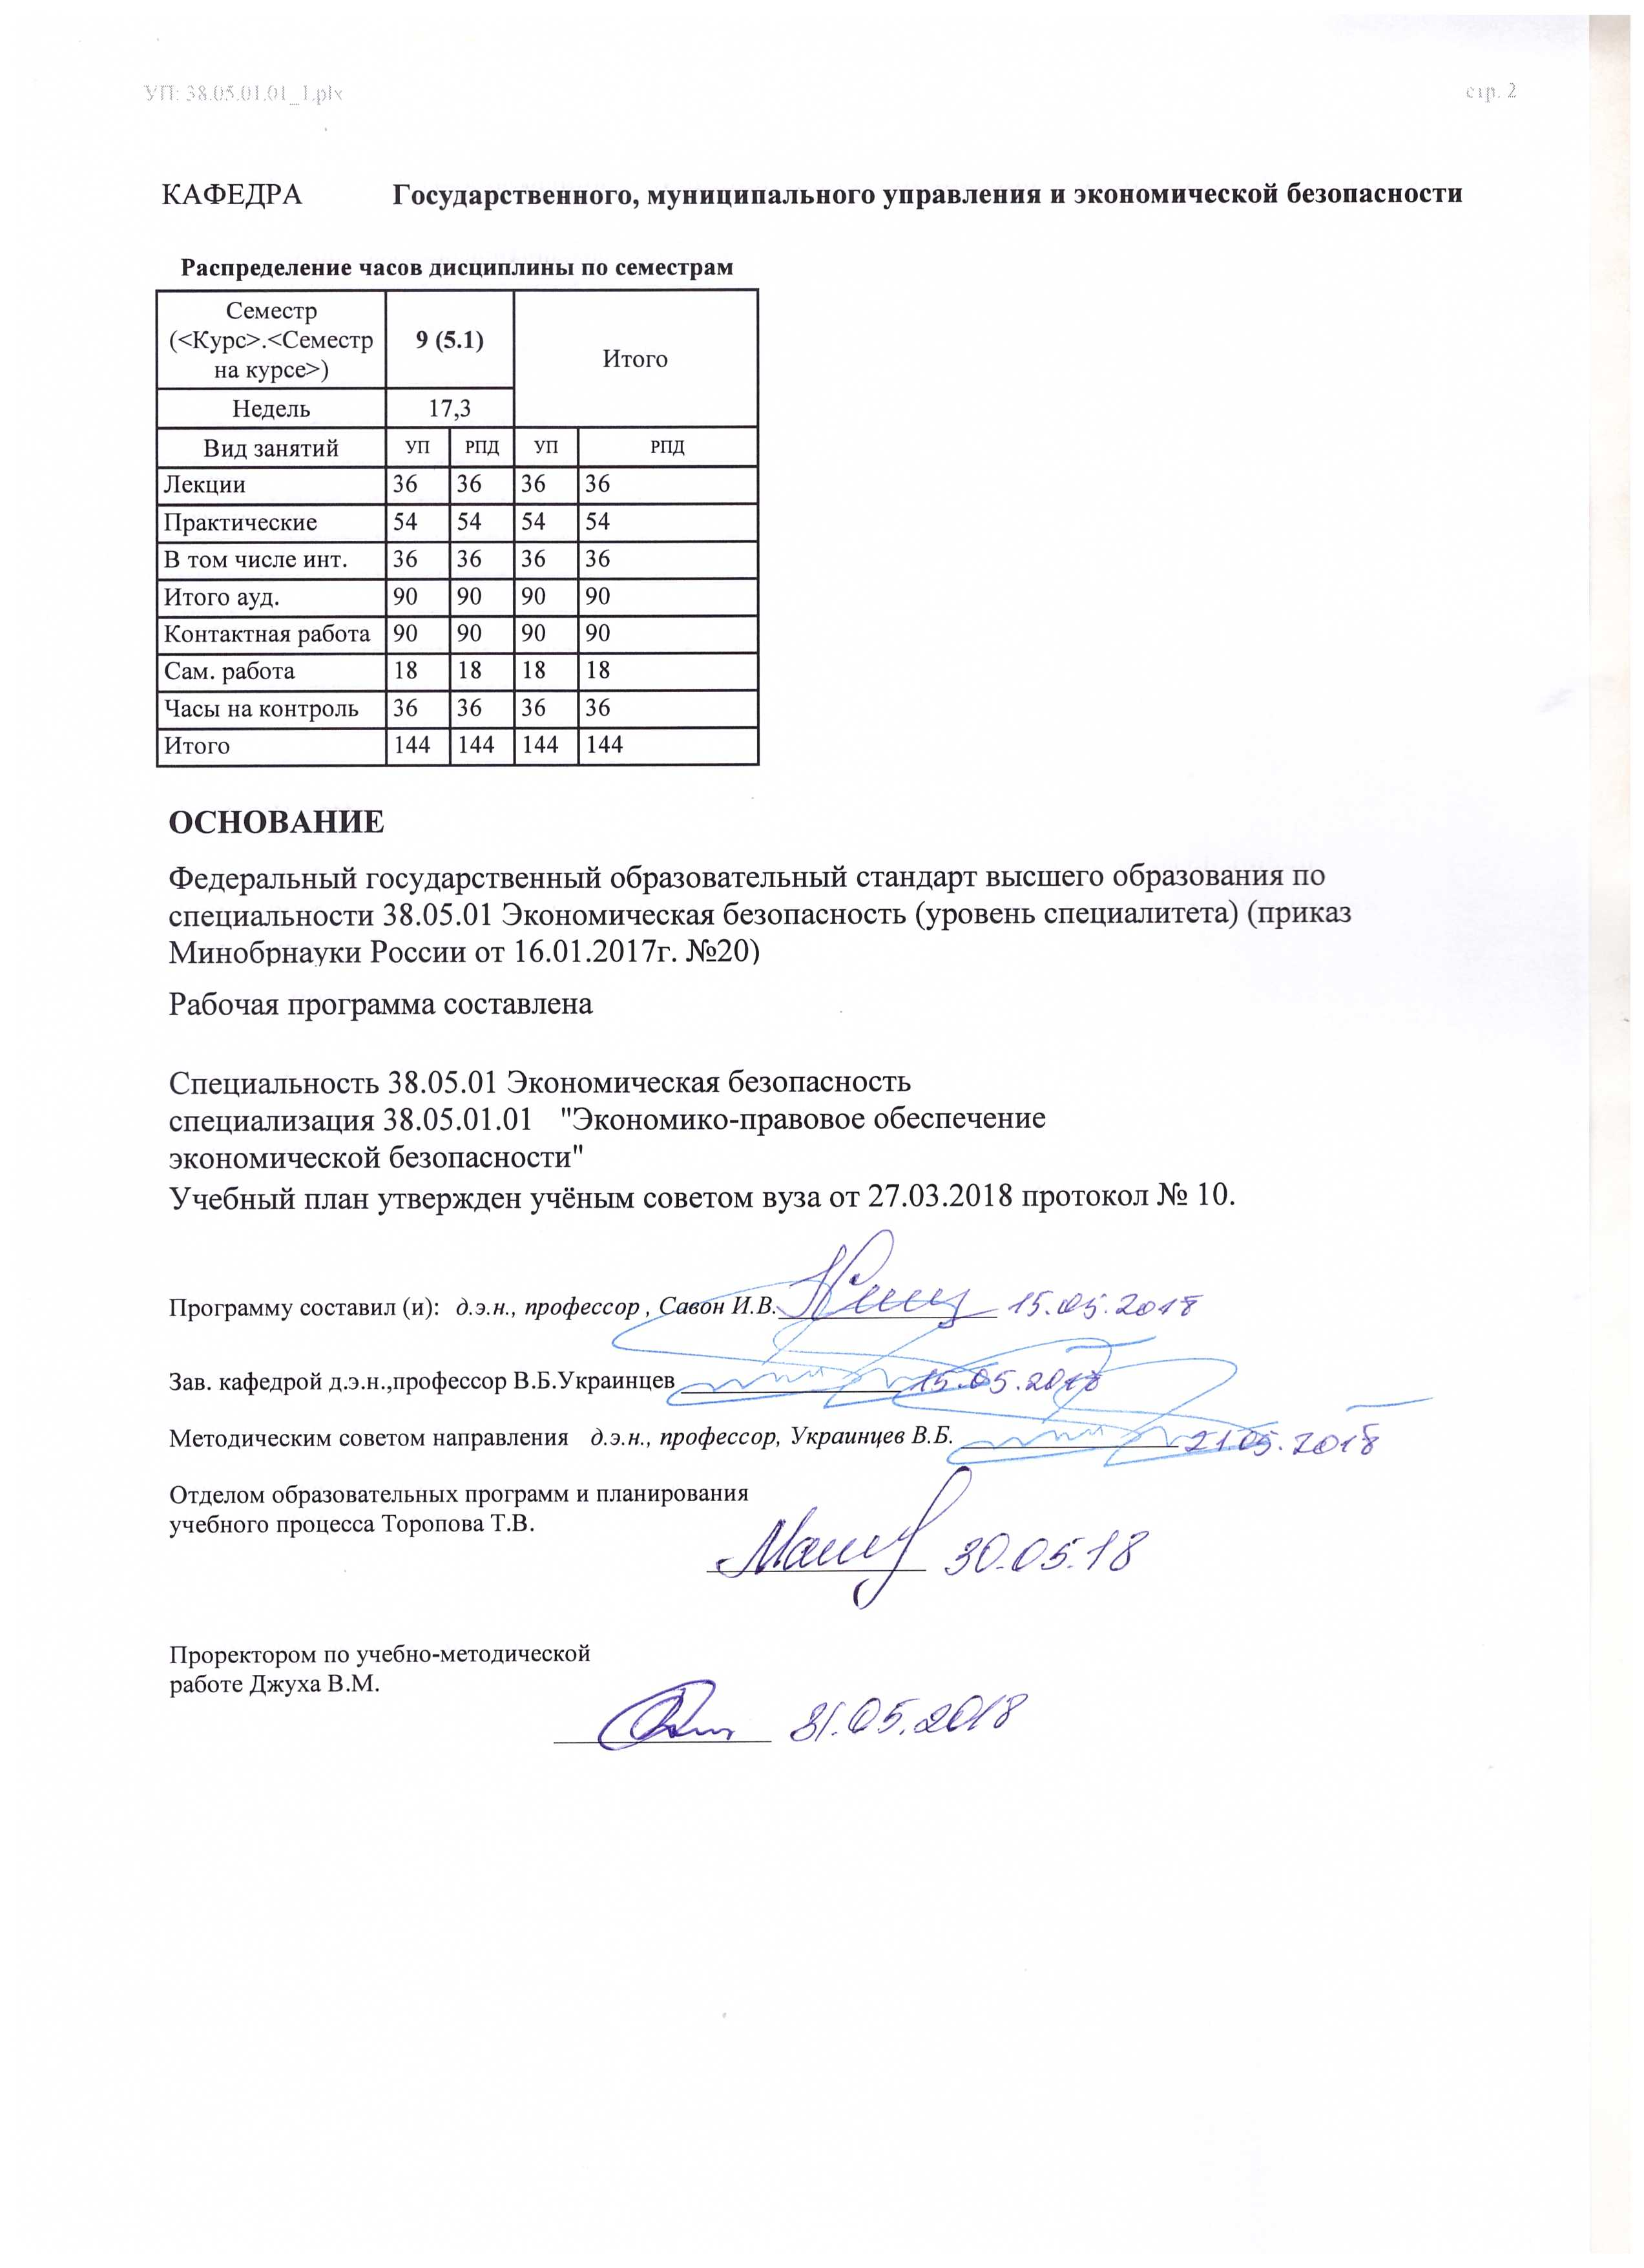 УП: 38.05.01.01_1.plx
стр. 2
КАФЕДРА Государственного, муниципального управления и экономической безопасности
Распределение часов дисциплины по семестрам
Семестр (<Курс>.<Семестр на курсе>) 9 (5.1) Итого
Недель 17,3
Вид занятий УП РПД УП РПД
Лекции 36 36 36 36
Практические 54 54 54 54
В том числе инт. 36 36 36 36
Итого ауд. 90 90 90 90
Контактная работа 90 90 90 90
Сам. работа 18 18 18 18
Часы на контроль 36 36 36 36
Итого 144 144 144 144
ОСНОВАНИЕ
Федеральный государственный образовательный стандарт высшего образования по
специальности 38.05.01 Экономическая безопасность (уровень специалитета) (приказ
Минобрнауки России от 16.01.2017г. №20)
Рабочая программа составлена
Специальность 38.05.01 Экономическая безопасность
специализация 38.05.01.01 "Экономико-правовое обеспечение
экономической безопасности"
Учебный план утвержден учёным советом вуза от 27.03.2018 протокол № 10.
Программу составил (и): д.э.н., профессор , Савон И.В. 15.05.2018
Зав. кафедрой д.э.н.,профессор В.Б.Украинцев 15.05.2018
Методическим советом направления д.э.н., профессор, Украинцев В.Б. 21.05.2018
Отделом образовательных программ и планирования
учебного процесса Торопова Т.В.
30.05.18
Проректором по учебно-методической
работе Джуха В.М.
31.05.2018